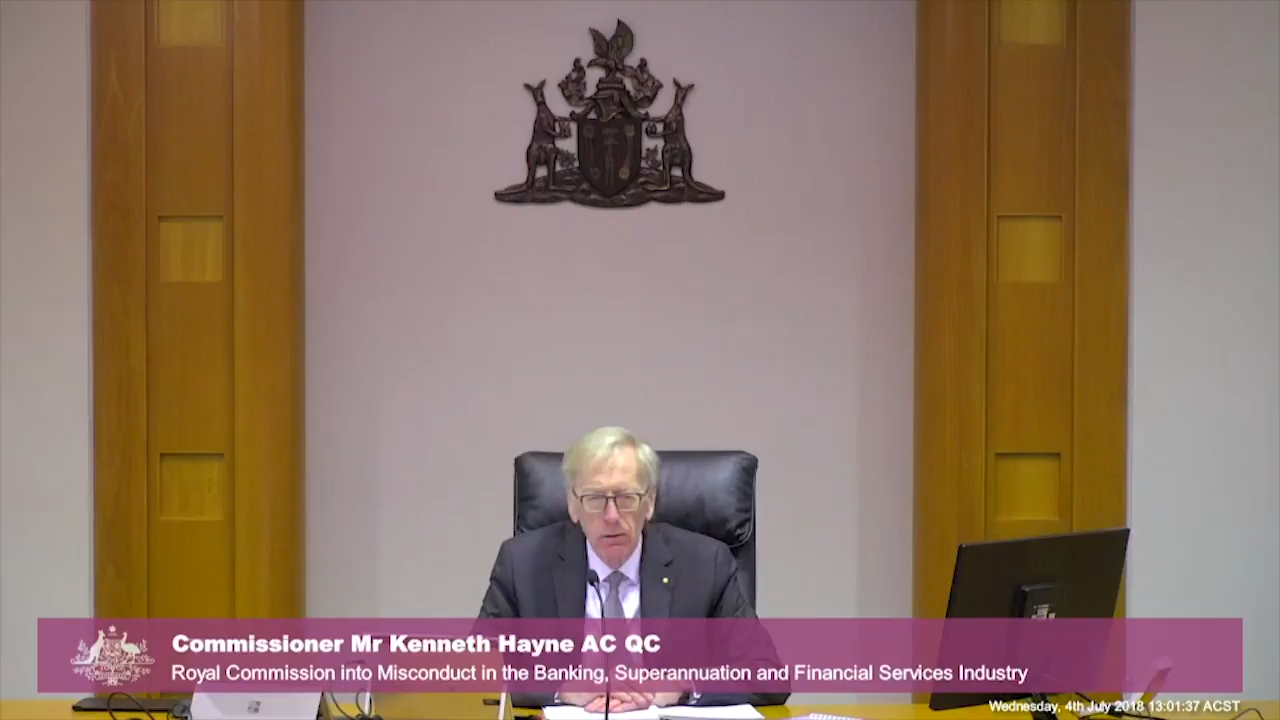 Commissioner Mr Kenneth Hayne AC QC
Royal Commission into Misconduct in the Banking, Superannuation and Financial Services Industry
Wednesday, 4th July 2018 13:01:37 ACST